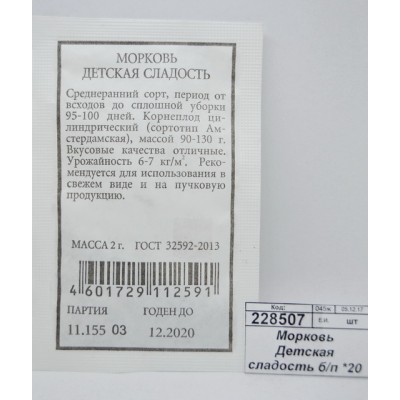 МОРКОВЬ
ДЕТСКАЯ СЛАДОСТЬ
Среднеранний сорт, период от
всходов до сплошной уборки
95-100 дней. Корнеплод ци-
линдрический (сортотип Ам-
стердамская), массой 90-130 г.
Вкусовые качества отличные.
Урожайность 6-7 кг/м². Реко-
мендуется для использования в
свежем виде и на пучковую
продукцию.
МАССА 2 г. ГОСТ 32592-2013
4 601729 112591
ПАРТИЯ ГОДЕН ДО
11.155 03 12.2020
Код:
228507 Е.и. шт
Морковь
Детская
сладость б/п *20